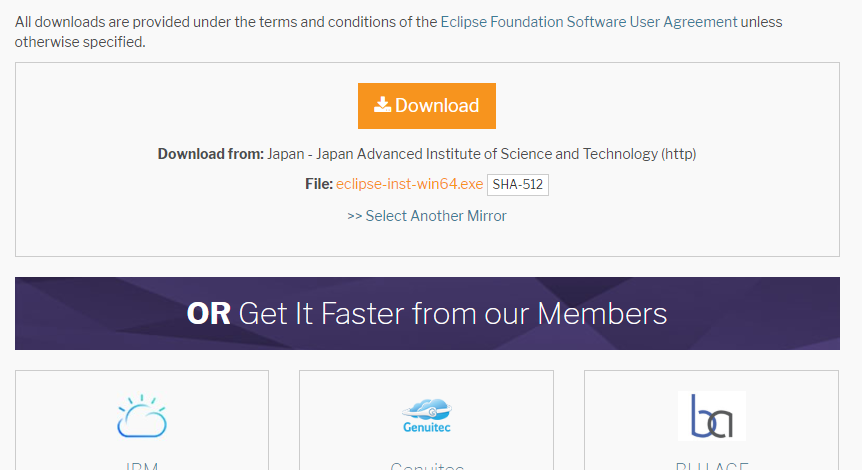 All downloads are provided under the terms and conditions of the Eclipse Foundation Software User Agreement unless
otherwise specified.
Download
Download from: Japan - Japan Advanced Institute of Science and Technology (http)
File: eclipse-inst-win64.exe SHA-512
>> Select Another Mirror
OR Get It Faster from our Members
Genuitec
ba
IBM
Genuitec
BLU AGE